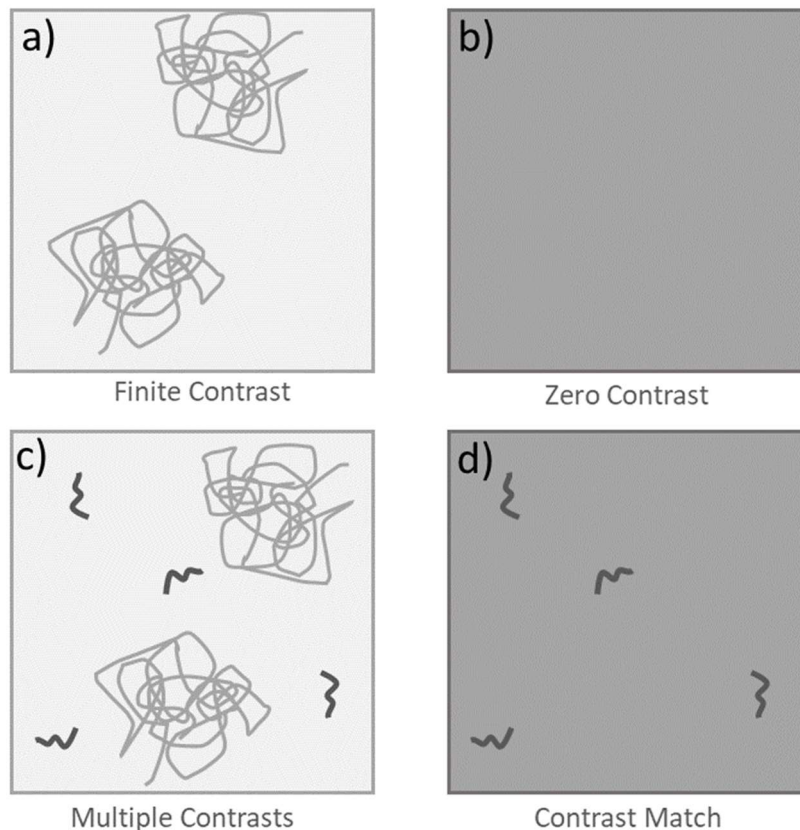 a)
b)
Finite Contrast
Zero Contrast
c)
d)
Multiple Contrasts
Contrast Match